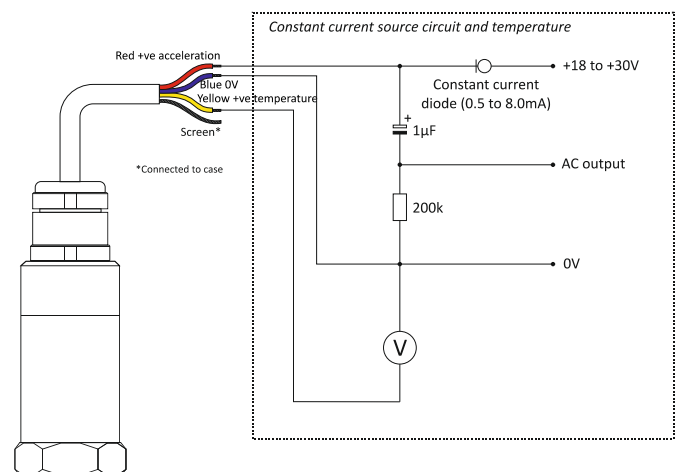 Constant current source circuit and temperature
Red +ve acceleration
Blue 0V
Yellow +ve temperature
Screen*
*Connected to case
+18 to +30V
Constant current
diode (0.5 to 8.0mA)
+
1µF
AC output
200k
0V
V